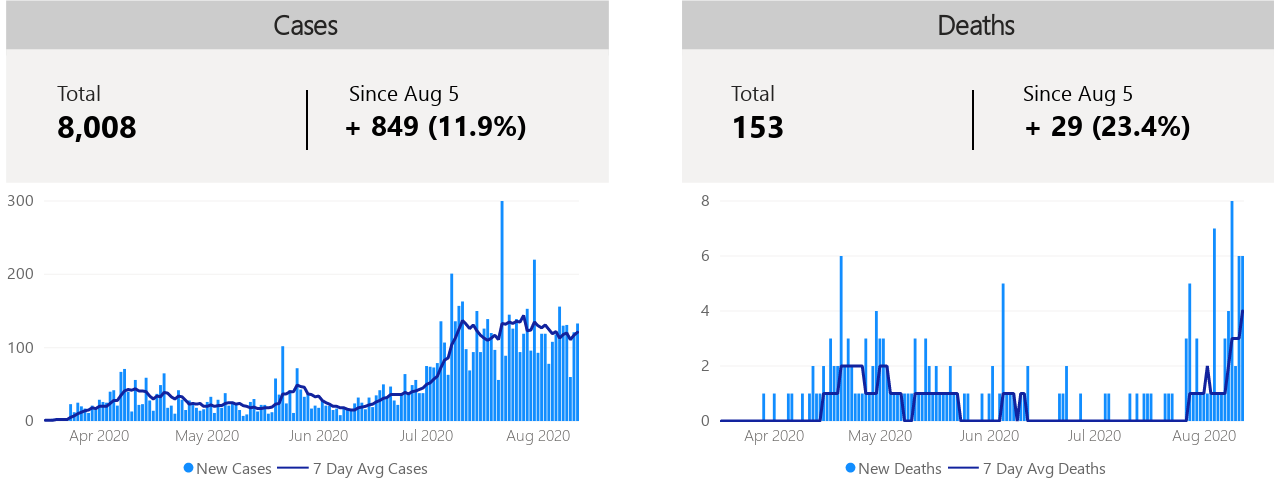 Cases
Total
8,008
Since Aug 5
+ 849 (11.9%)
300
200
100
0
Apr 2020
May 2020
Jun 2020
Jul 2020
Aug 2020
New Cases
7 Day Avg Cases
Deaths
Total
153
Since Aug 5
+ 29 (23.4%)
8
6
4
2
0
Apr 2020
May 2020
Jun 2020
Jul 2020
Aug 2020
New Deaths
7 Day Avg Deaths